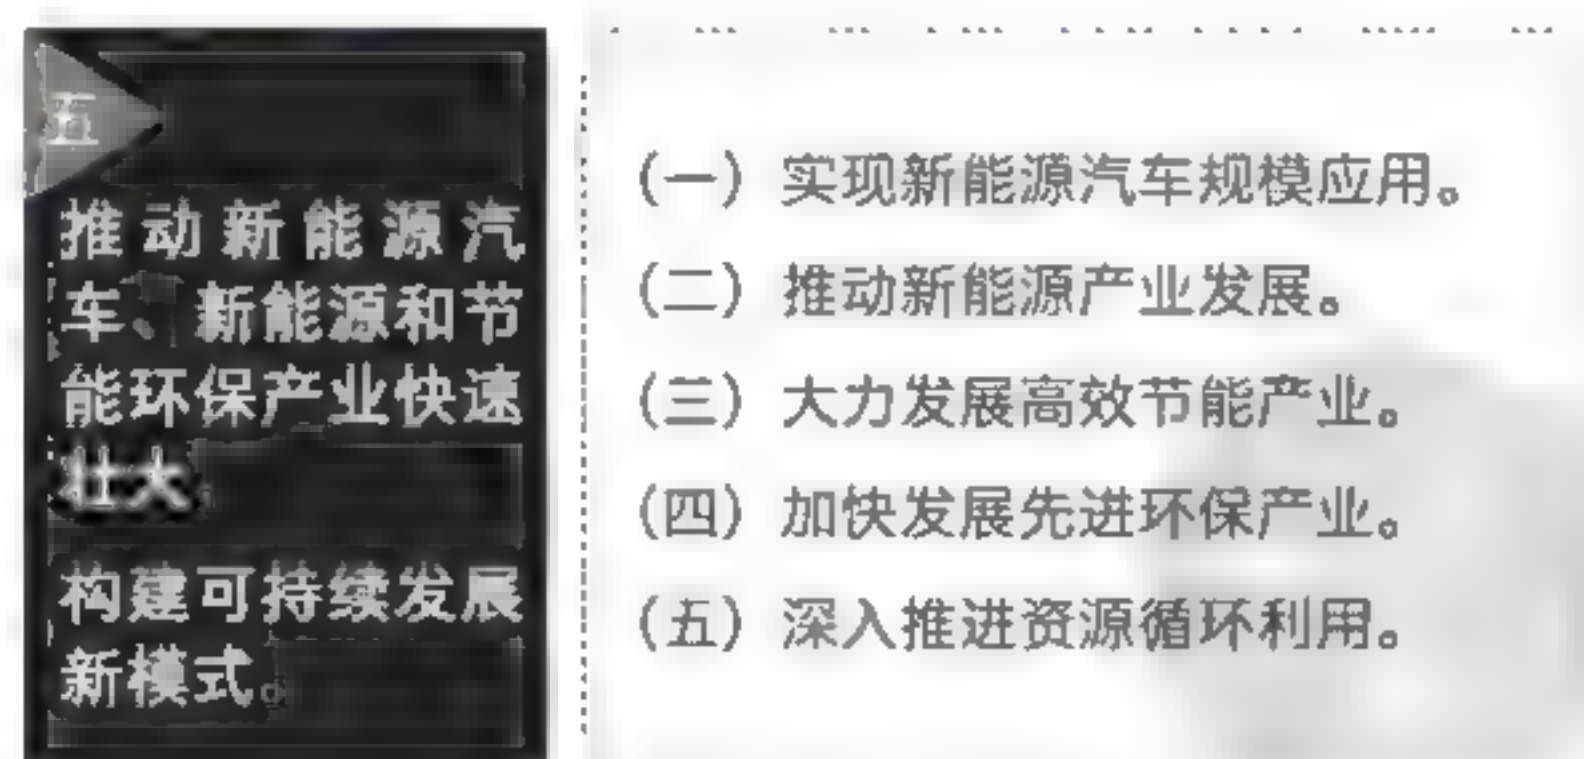 五
推动新能源汽
车、新能源和节
能环保产业快速
壮大
构建可持续发展
新模式。
(一) 实现新能源汽车规模应用。
(二) 推动新能源产业发展。
(三) 大力发展高效节能产业。
(四) 加快发展先进环保产业。
(五) 深入推进资源循环利用。